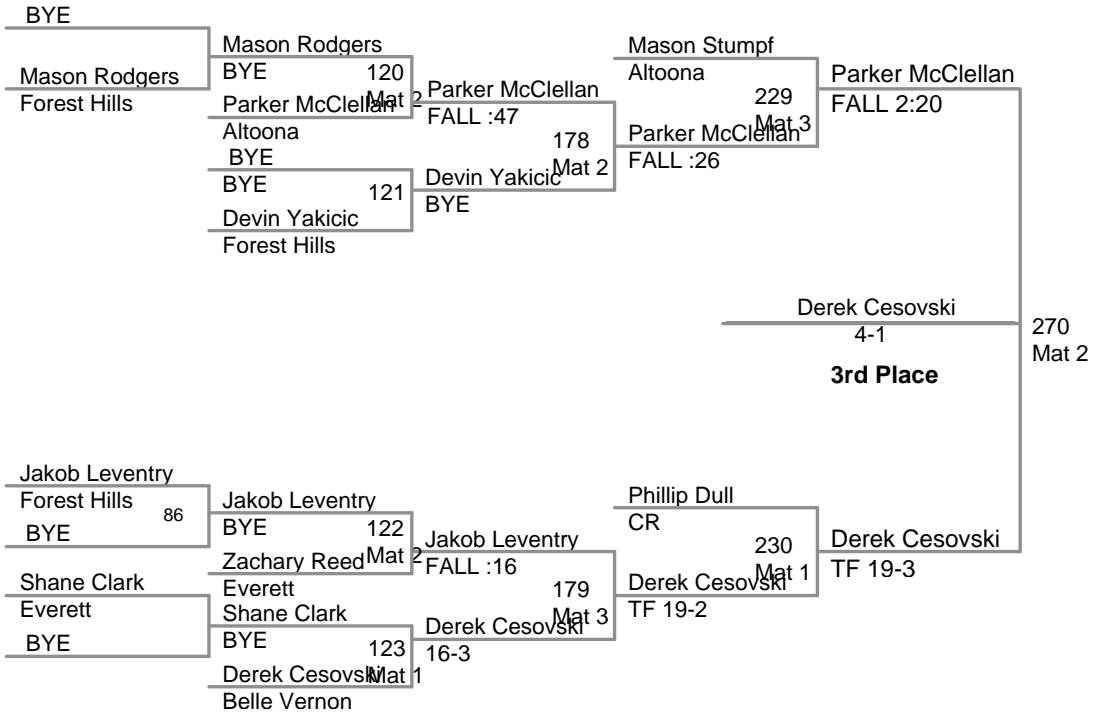 BYE
Mason Rodgers
Forest Hills
Mason Rodgers
BYE
120
Mat 2
Parker McClellan
Altoona
BYE
BYE
121
Devin Yakicic
Forest Hills
Parker McClellan
FALL :47
178
Mat 2
Devin Yakicic
BYE
Mason Stumpf
Altoona
229
Mat 3
Parker McClellan
FALL :26
Parker McClellan
FALL 2:20
Derek Cesovski
4-1
3rd Place
270
Mat 2
Jakob Leventry
Forest Hills
86
BYE
Shane Clark
Everett
BYE
Jakob Leventry
BYE
122
Mat 2
Zachary Reed
Everett
Shane Clark
BYE
123
Mat 1
Derek Cesovski
Belle Vernon
Jakob Leventry
FALL :16
179
Mat 3
Derek Cesovski
16-3
Phillip Dull
CR
230
Mat 1
Derek Cesovski
TF 19-2
Derek Cesovski
TF 19-3